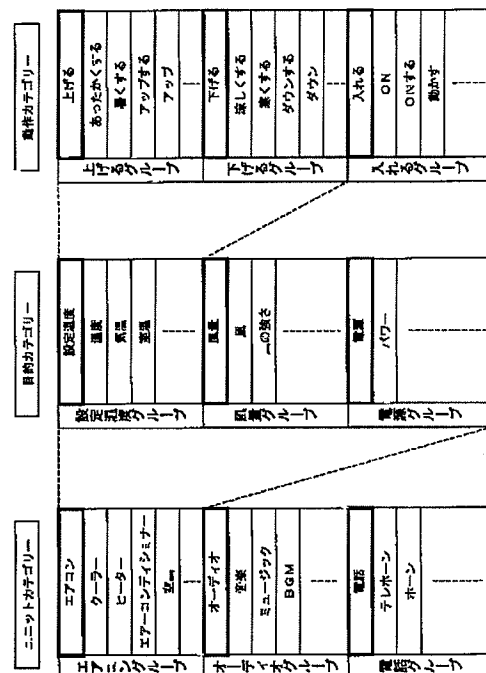 ユニットカテゴリー
エアコングループ
エアコン
クーラー
ヒーター
エアーコンディショナー
オーディオグループ
オーディオ
音楽
ミュージック
BGM
電話グループ
電話
テレホーン
ホーン
目的カテゴリー
設定温度グループ
設定温度
温度
気温
室温
風量グループ
風量
風
の強さ
電源グループ
電源
パワー
動作カテゴリー
上げるグループ
上げる
あったかくする
暑くする
アップする
アップ
下げるグループ
下げる
涼しくする
寒くする
ダウンする
ダウン
入れるグループ
入れる
ON
ONする
動かす